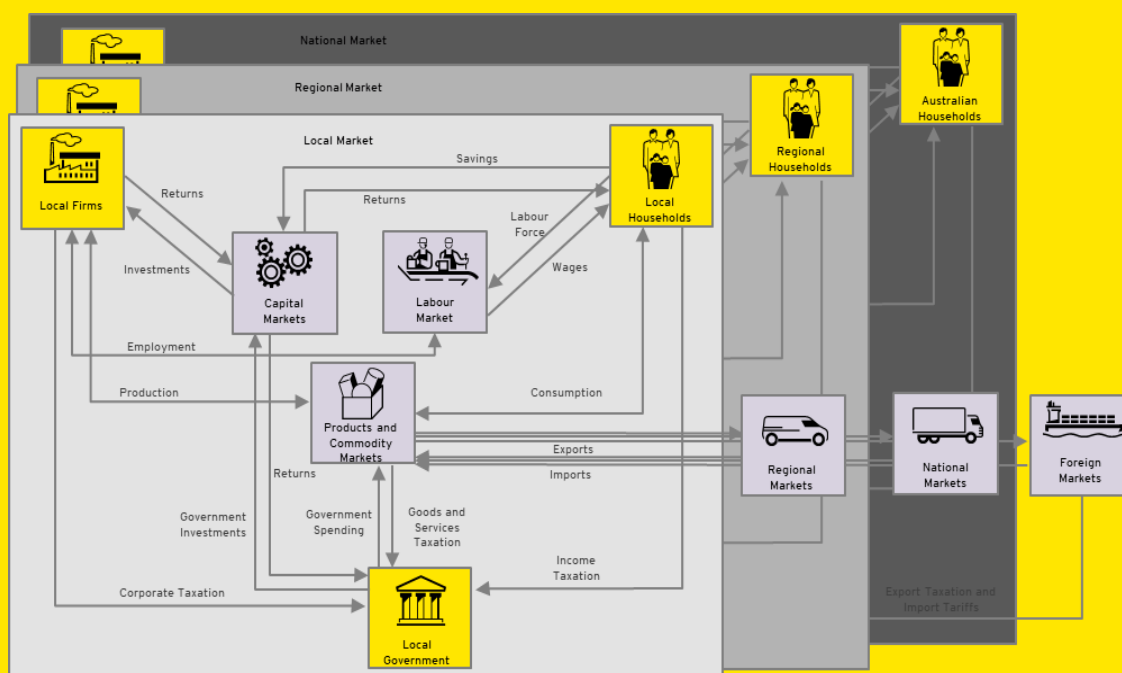 National Market
Australian
Households
Regional Market
Regional
Households
Local Market
Local Firms
Savings
Returns
Returns
Local
Households
Labour
Force
Investments
Wages
Capital
Markets
Labour
Market
Employment
Production
Consumption
Products and
Commodity
Markets
Exports
Imports
Regional
Markets
National
Markets
Foreign
Markets
Returns
Government
Investments
Government
Spending
Goods and
Services
Taxation
Income
Taxation
Corporate Taxation
Export Taxation and
Import Tariffs
Local
Government